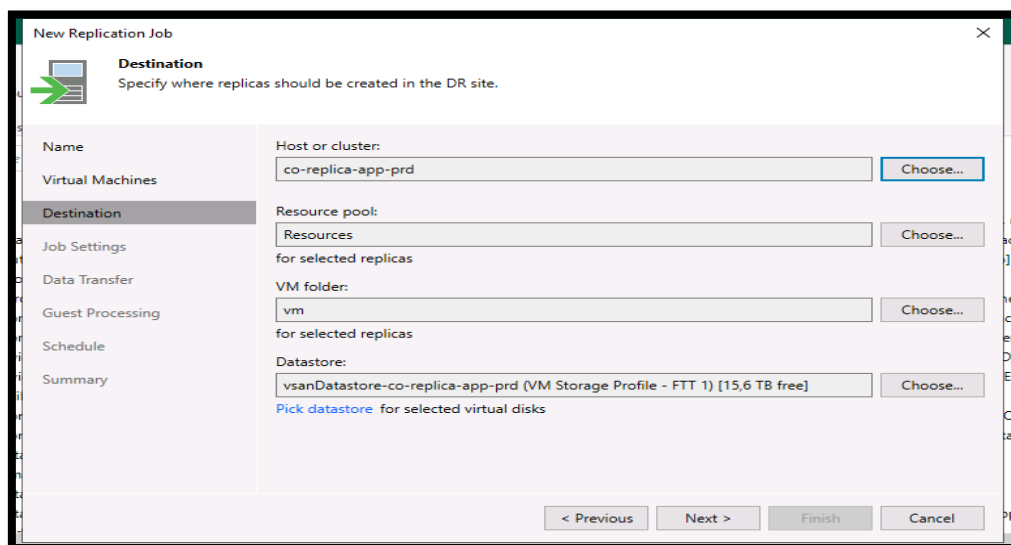 New Replication Job
Destination
Specify where replicas should be created in the DR site.
Name
Virtual Machines
Destination
Job Settings
Data Transfer
Guest Processing
Schedule
Summary
Host or cluster:
co-replica-app-prd
Choose...
Resource pool:
Resources
Choose...
for selected replicas
VM folder:
vm
Choose...
for selected replicas
Datastore:
vsanDatastore-co-replica-app-prd (VM Storage Profile - FTT 1) [15,6 TB free]
Choose...
Pick datastore for selected virtual disks
< Previous
Next >
Finish
Cancel